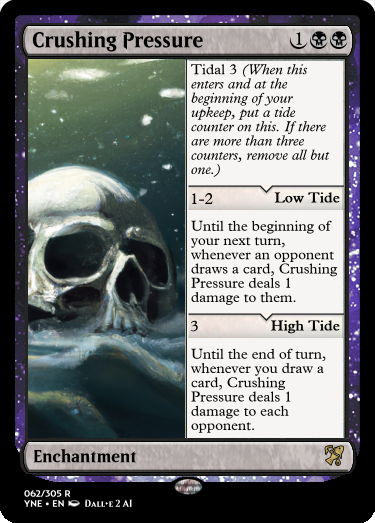 Crushing Pressure 1
Tidal 3 (When this
enters and at the
beginning of your
upkeep, put a tide
counter on this. If there
are more than three
counters, remove all but
one.)
1-2 Low Tide
Until the beginning of
your next turn,
whenever an opponent
draws a card, Crushing
Pressure deals 1
damage to them.
3 High Tide
Until the end of turn,
whenever you draw a
card, Crushing
Pressure deals 1
damage to each
opponent.
Enchantment
062/305 R
YNE • EN DALL•E 2 AI